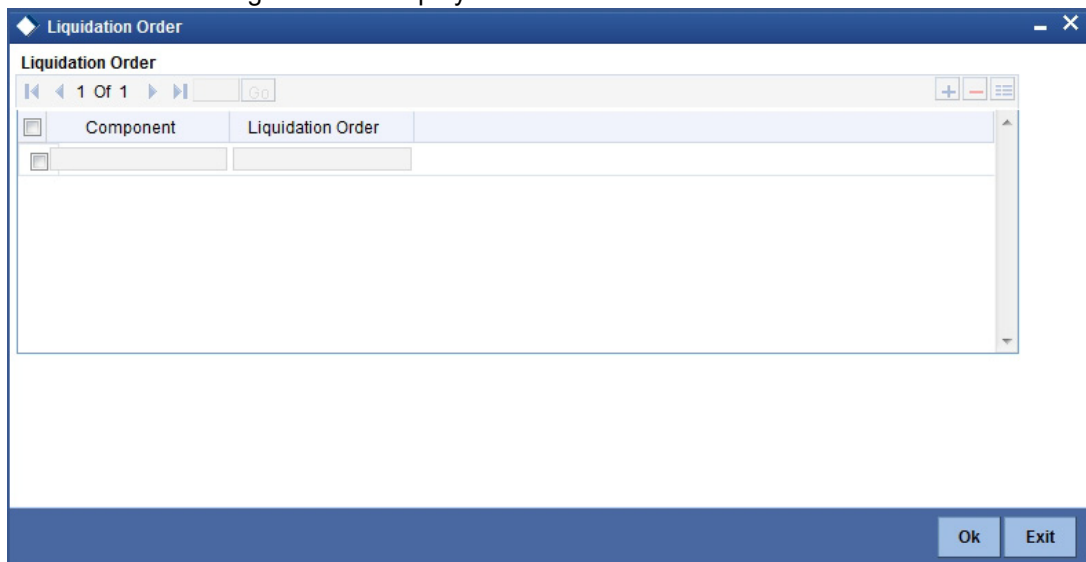 Liquidation Order
Liquidation Order
1 Of 1 Go
Component Liquidation Order
Ok Exit